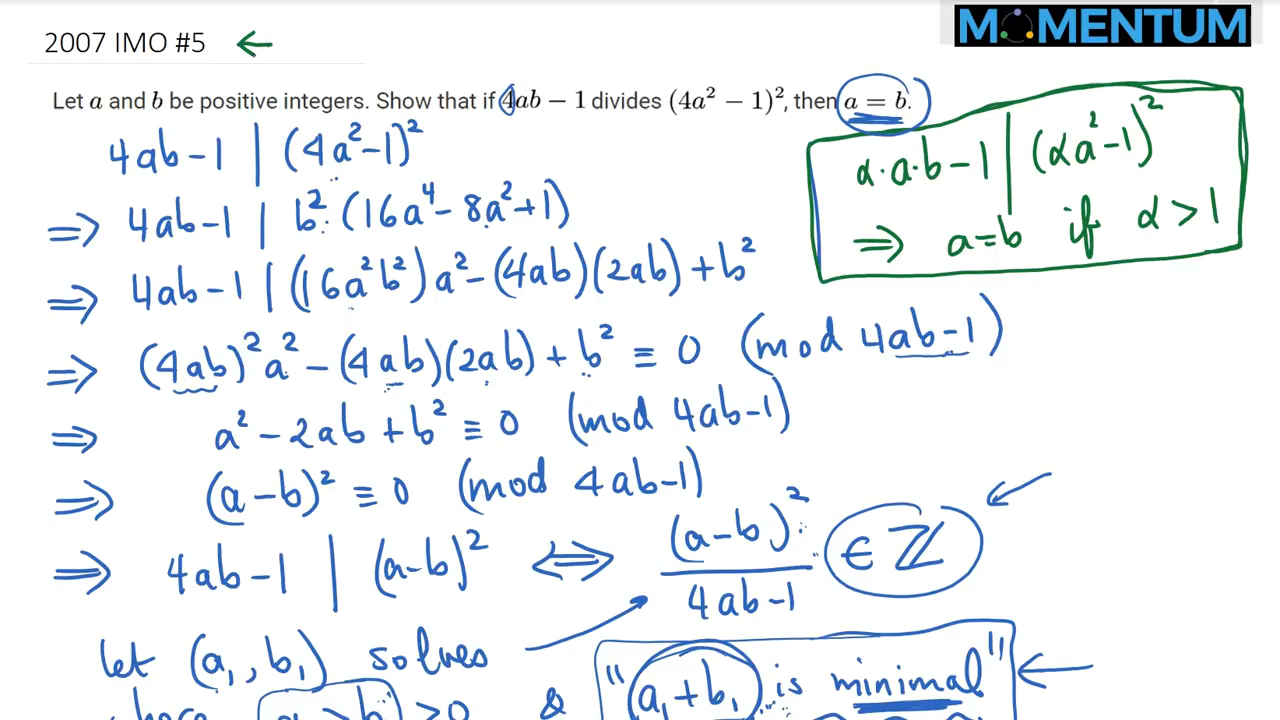 MOMENTUM
2007 IMO #5 ←
Let a and b be positive integers. Show that if 4ab − 1 divides (4a² − 1)², then a = b.
4ab−1 | (4a²−1)²
α·a·b−1 | (αa²−1)²
⇒ a=b if α>1
⇒ 4ab−1 | b²·(16a⁴−8a²+1)
⇒ 4ab−1 | (16a²b²)a²−(4ab)(2ab)+b²
⇒ (4ab)²a²−(4ab)(2ab)+b² ≡ 0 (mod 4ab−1)
⇒ a²−2ab+b² ≡ 0 (mod 4ab−1)
⇒ (a−b)² ≡ 0 (mod 4ab−1)
⇒ 4ab−1 | (a−b)² ⇔ (a−b)²/(4ab−1) ∈ ℤ
let (a₁, b₁) solves
"a₁+b₁ is minimal"
>0 &